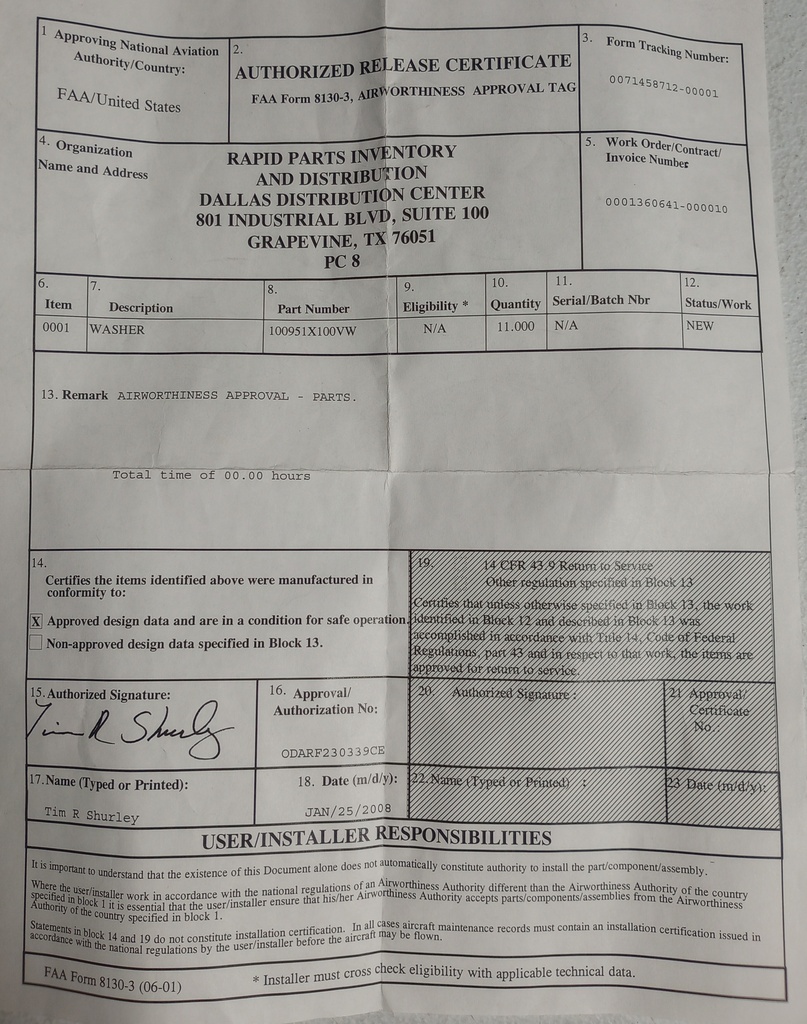 1 Approving National Aviation
Authority/Country:
FAA/United States
2.
AUTHORIZED RELEASE CERTIFICATE
FAA Form 8130-3, AIRWORTHINESS APPROVAL TAG
3. Form Tracking Number:
0071458712-00001
4. Organization
Name and Address
RAPID PARTS INVENTORY
AND DISTRIBUTION
DALLAS DISTRIBUTION CENTER
801 INDUSTRIAL BLVD, SUITE 100
GRAPEVINE, TX 76051
PC 8
5. Work Order/Contract/
Invoice Number
0001360641-000010
6. 7. 8. 9. 10. 11. 12.
Item Description Part Number Eligibility * Quantity Serial/Batch Nbr Status/Work
0001 WASHER 100951X100VW N/A 11.000 N/A NEW
13. Remark AIRWORTHINESS APPROVAL - PARTS.
Total time of 00.00 hours
14.
Certifies the items identified above were manufactured in
conformity to:
X Approved design data and are in a condition for safe operation.
Non-approved design data specified in Block 13.
19. 14 CFR 43.9 Return to Service
Other regulation specified in Block 13
Certifies that unless otherwise specified in Block 13, the work
identified in Block 12 and described in Block 13 was
accomplished in accordance with Title 14, Code of Federal
Regulations, part 43 and in respect to that work, the items are
approved for return to service.
15. Authorized Signature:
Tim R Shurley
16. Approval/
Authorization No:
ODARF230339CE
20. Authorized Signature:
21 Approval/
Certificate
No.:
17. Name (Typed or Printed):
Tim R Shurley
18. Date (m/d/y):
JAN/25/2008
22. Name (Typed or Printed) :
23 Date (m/d/y):
USER/INSTALLER RESPONSIBILITIES
It is important to understand that the existence of this Document alone does not automatically constitute authority to install the part/component/assembly.
Where the user/installer work in accordance with the national regulations of an Airworthiness Authority different than the Airworthiness Authority of the country
specified in block 1 it is essential that the user/installer ensure that his/her Airworthiness Authority accepts parts/components/assemblies from the Airworthiness
Authority of the country specified in block 1.
Statements in block 14 and 19 do not constitute installation certification. In all cases aircraft maintenance records must contain an installation certification issued in
accordance with the national regulations by the user/installer before the aircraft may be flown.
FAA Form 8130-3 (06-01) * Installer must cross check eligibility with applicable technical data.